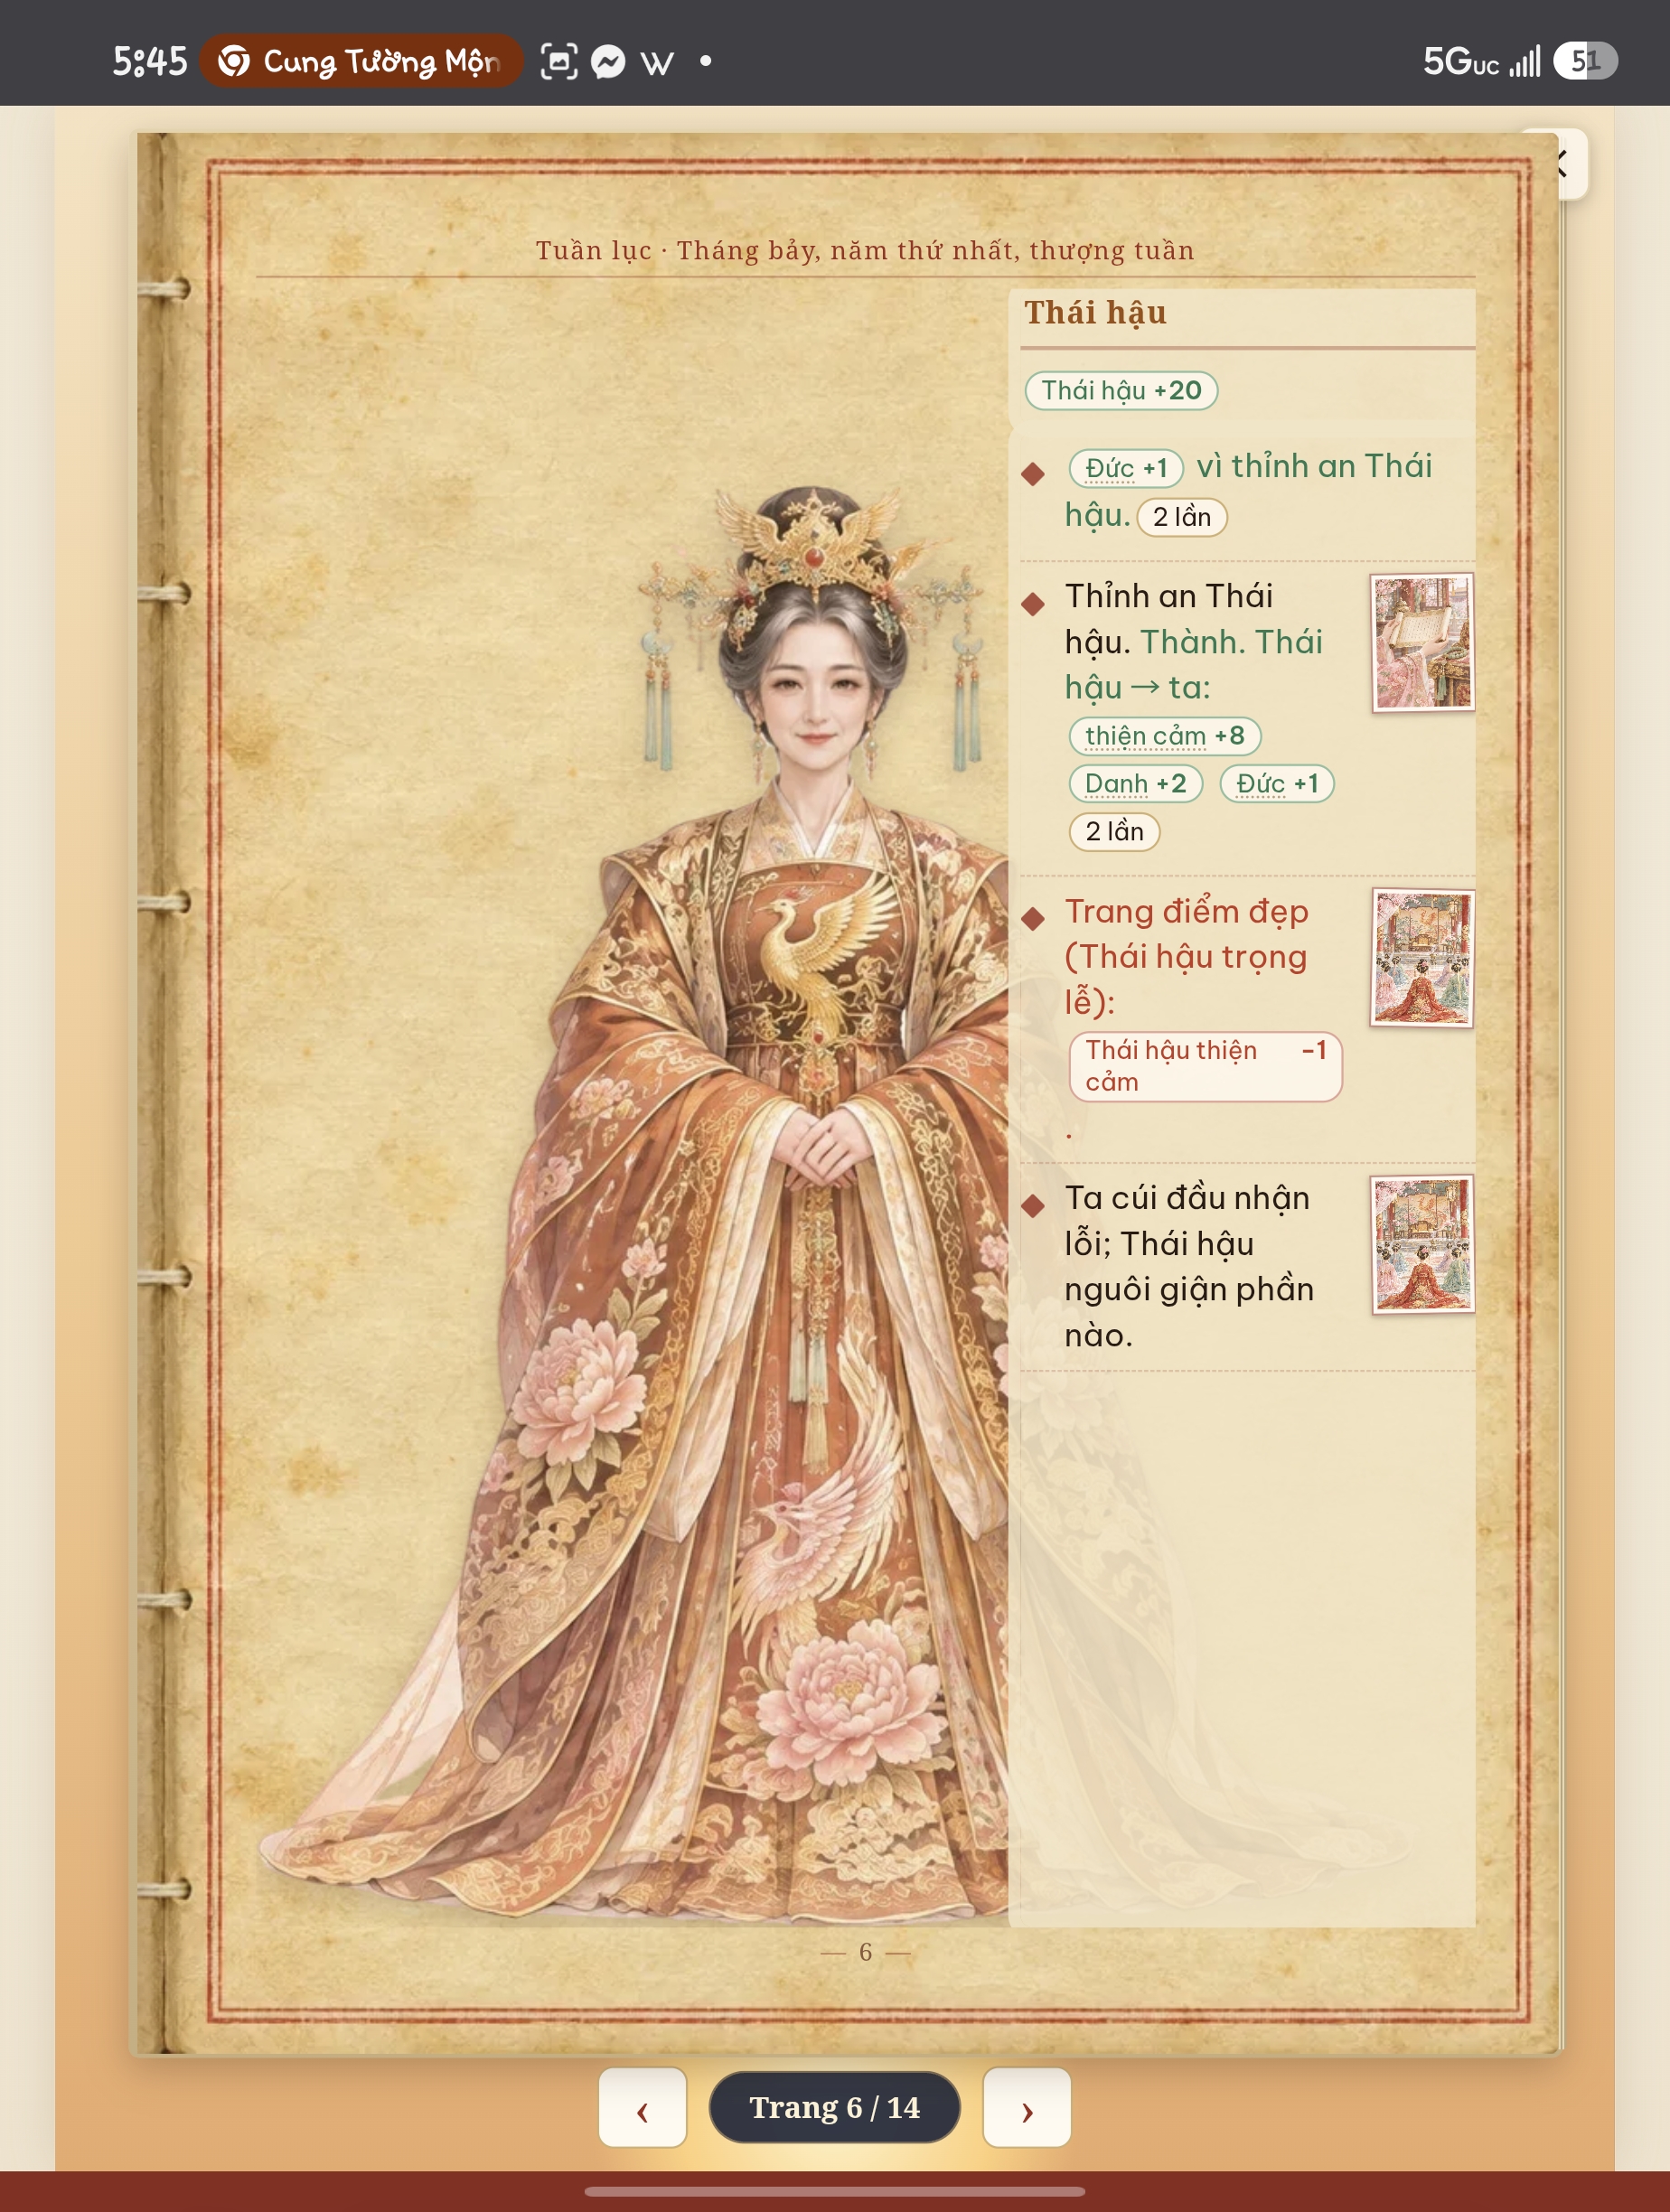 5:45
Cung Tường Mộn
5G UC
51
Tuần lục · Tháng bảy, năm thứ nhất, thượng tuần
Thái hậu
Thái hậu +20
Đức +1 vì thỉnh an Thái
hậu. 2 lần
Thỉnh an Thái
hậu. Thành. Thái
hậu → ta:
thiện cảm +8
Danh +2 Đức +1
2 lần
Trang điểm đẹp
(Thái hậu trọng
lễ):
Thái hậu thiện −1
cảm
.
Ta cúi đầu nhận
lỗi; Thái hậu
nguôi giận phần
nào.
— 6 —
‹ Trang 6 / 14 ›